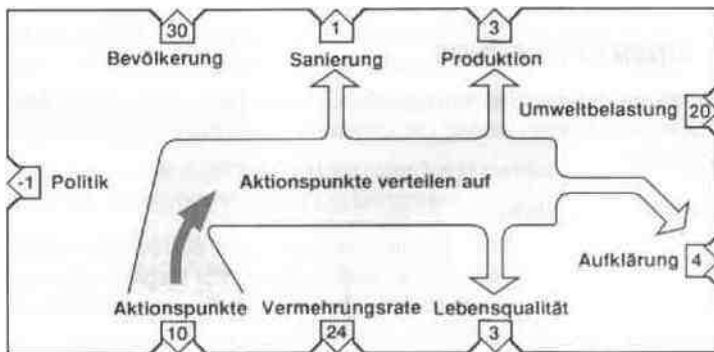 30 1 3
Bevölkerung Sanierung Produktion
Umweltbelastung 20
-1 Politik Aktionspunkte verteilen auf
Aufklärung 4
Aktionspunkte Vermehrungsrate Lebensqualität
10 24 3